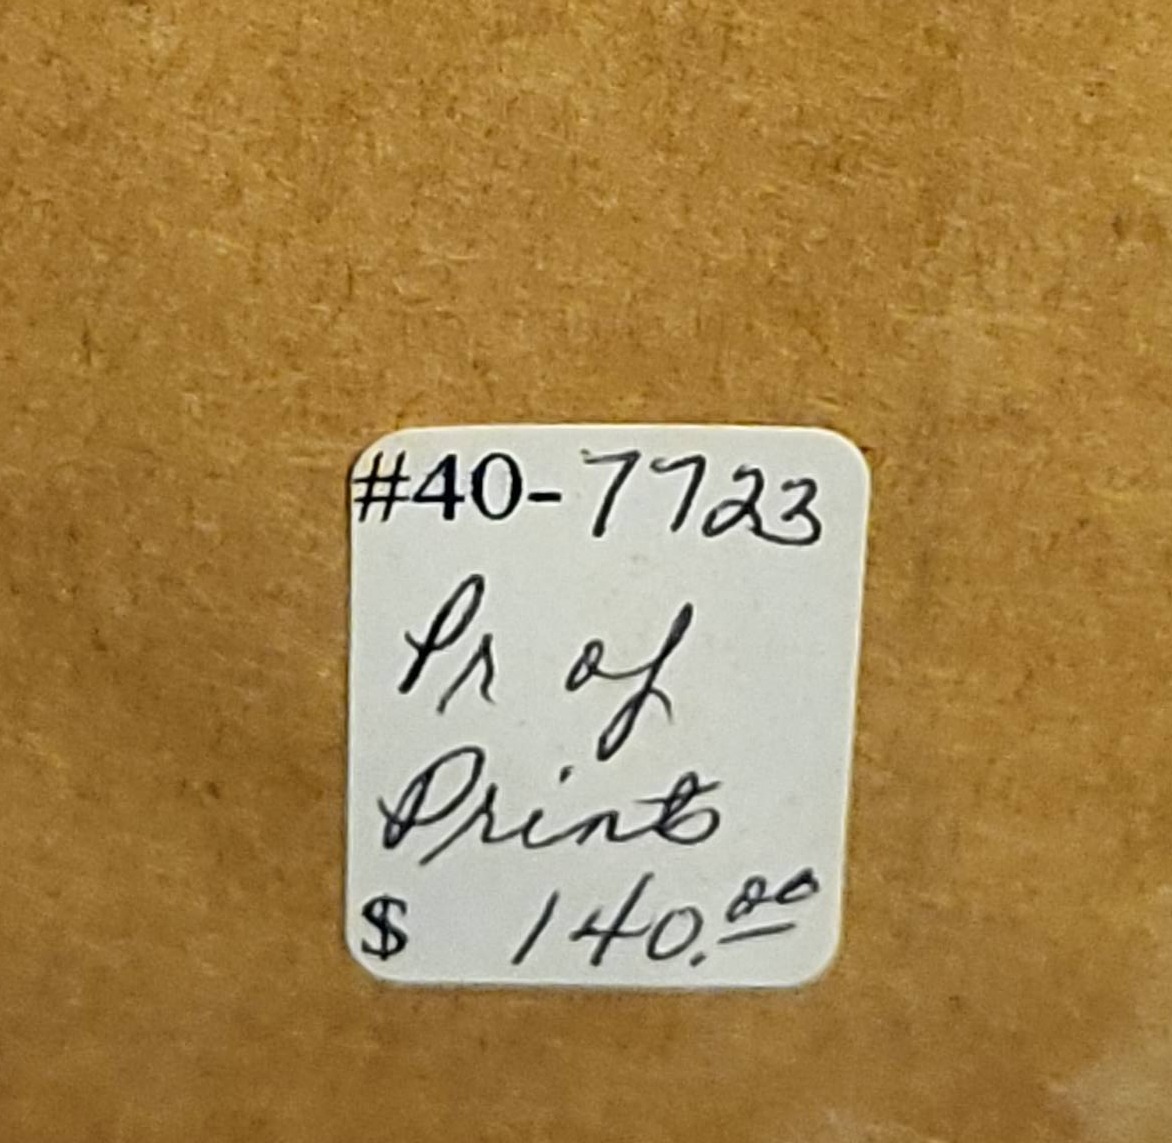 #40-7723
Pr of
Prints
$ 140.00